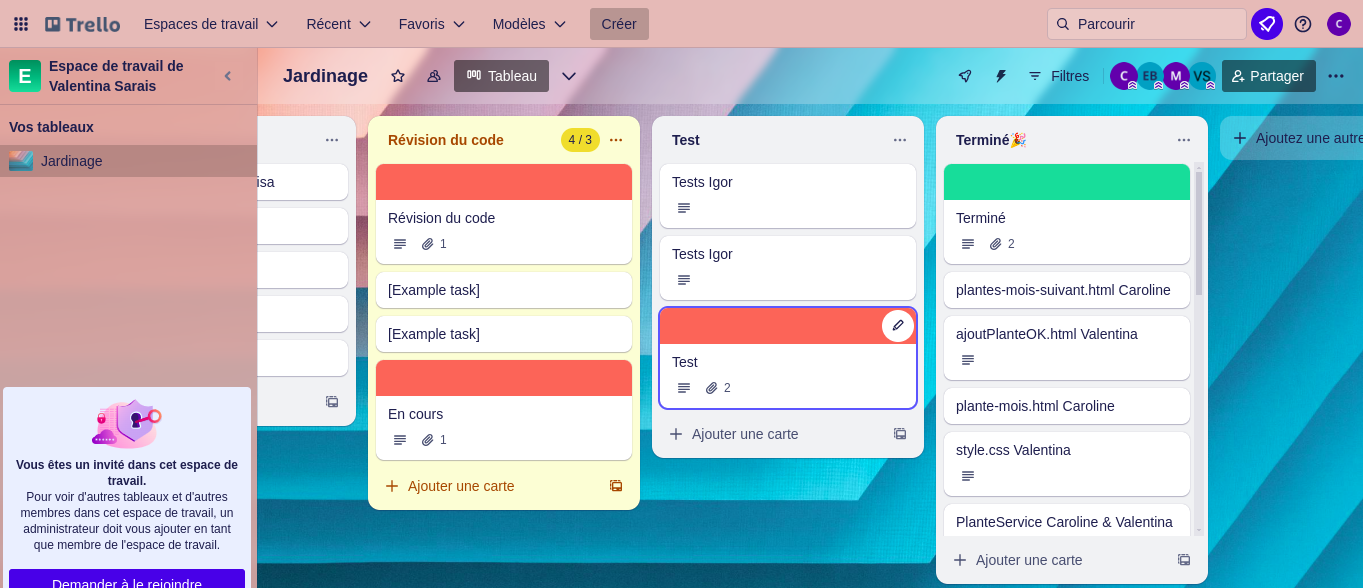 Trello
Espaces de travail
Récent
Favoris
Modèles
Créer
Parcourir
C
E
Espace de travail de
Valentina Sarais
Jardinage
Tableau
Filtres
C
EB
M
VS
Partager
Vos tableaux
Jardinage
isa
Révision du code
4 / 3
Révision du code
1
[Example task]
[Example task]
En cours
1
Ajouter une carte
Test
Tests Igor
Tests Igor
Test
2
Ajouter une carte
Terminé🎉
Terminé
2
plantes-mois-suivant.html Caroline
ajoutPlanteOK.html Valentina
plante-mois.html Caroline
style.css Valentina
PlanteService Caroline & Valentina
Ajouter une carte
Ajoutez une autre
Vous êtes un invité dans cet espace de
travail.
Pour voir d'autres tableaux et d'autres
membres dans cet espace de travail, un
administrateur doit vous ajouter en tant
que membre de l'espace de travail.
Demander à le rejoindre